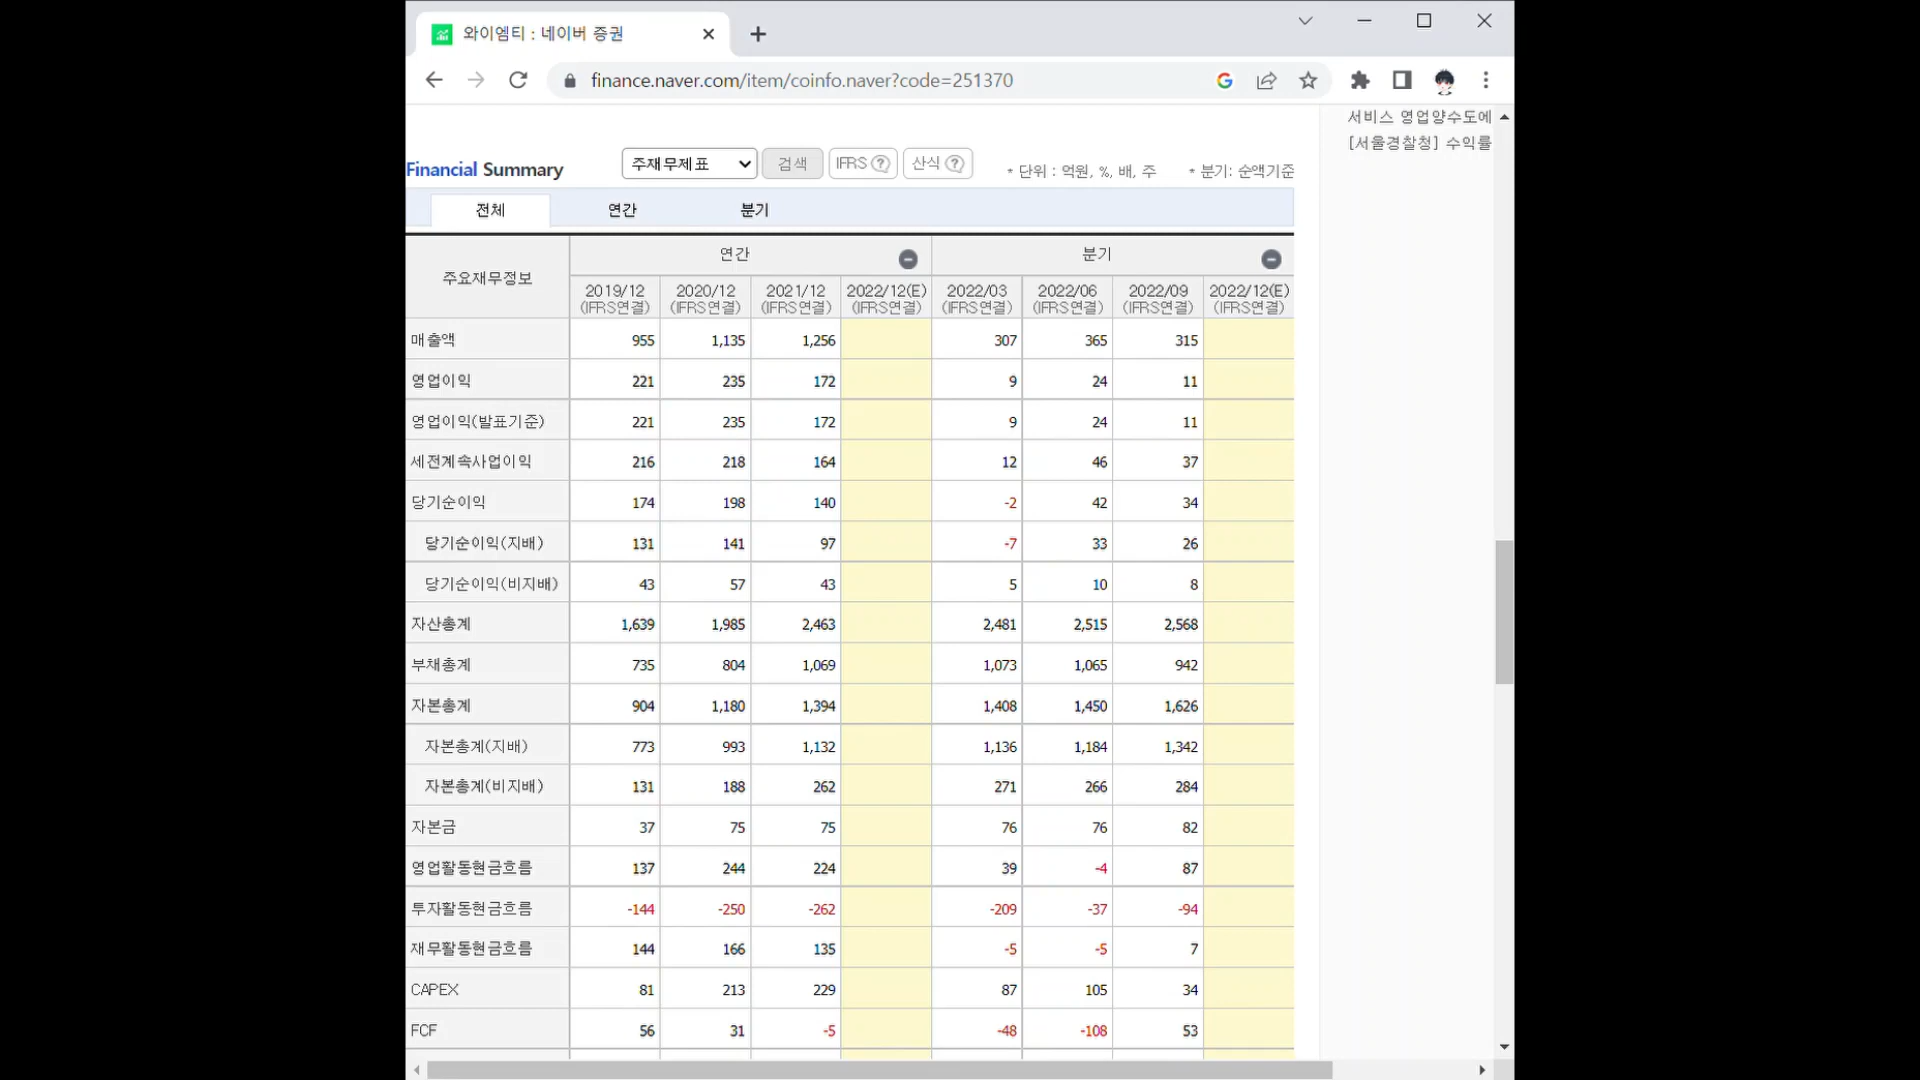 와이엠티 : 네이버 증권
finance.naver.com/item/coinfo.naver?code=251370
서비스 영업양수도에
[서울경찰청] 수익률
Financial Summary 주재무제표 검색 IFRS ? 산식 ? * 단위 : 억원, %, 배, 주 * 분기: 순액기준
전체 연간 분기
주요재무정보 연간 분기
2019/12 2020/12 2021/12 2022/12(E) 2022/03 2022/06 2022/09 2022/12(E)
(IFRS연결) (IFRS연결) (IFRS연결) (IFRS연결) (IFRS연결) (IFRS연결) (IFRS연결) (IFRS연결)
매출액 955 1,135 1,256 307 365 315
영업이익 221 235 172 9 24 11
영업이익(발표기준) 221 235 172 9 24 11
세전계속사업이익 216 218 164 12 46 37
당기순이익 174 198 140 -2 42 34
당기순이익(지배) 131 141 97 -7 33 26
당기순이익(비지배) 43 57 43 5 10 8
자산총계 1,639 1,985 2,463 2,481 2,515 2,568
부채총계 735 804 1,069 1,073 1,065 942
자본총계 904 1,180 1,394 1,408 1,450 1,626
자본총계(지배) 773 993 1,132 1,136 1,184 1,342
자본총계(비지배) 131 188 262 271 266 284
자본금 37 75 75 76 76 82
영업활동현금흐름 137 244 224 39 -4 87
투자활동현금흐름 -144 -250 -262 -209 -37 -94
재무활동현금흐름 144 166 135 -5 -5 7
CAPEX 81 213 229 87 105 34
FCF 56 31 -5 -48 -108 53